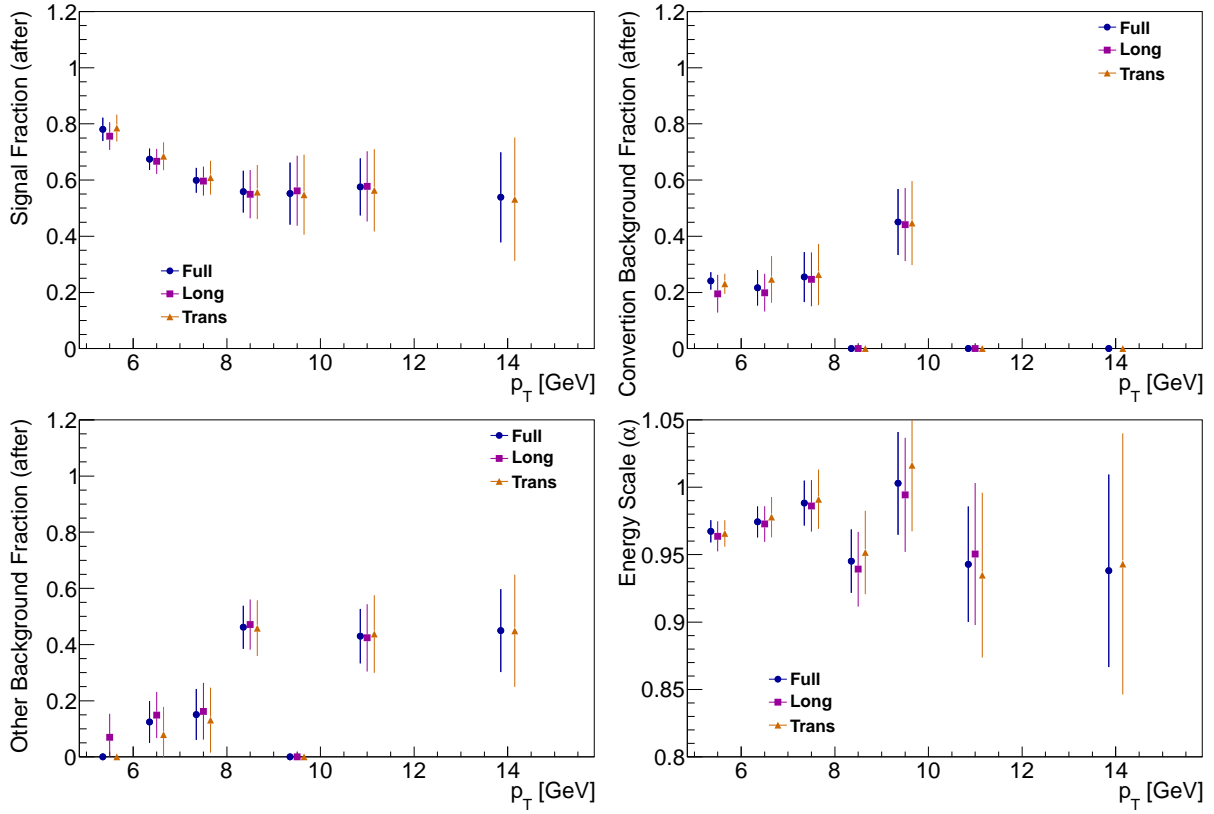 Signal Fraction (after)
1.2
1
0.8
0.6
0.4
0.2
0
Full
Long
Trans
6 8 10 12 14
p_T [GeV]
Convertion Background Fraction (after)
1.2
1
0.8
0.6
0.4
0.2
0
Full
Long
Trans
6 8 10 12 14
p_T [GeV]
Other Background Fraction (after)
1.2
1
0.8
0.6
0.4
0.2
0
Full
Long
Trans
6 8 10 12 14
p_T [GeV]
Energy Scale (α)
1.05
1
0.95
0.9
0.85
0.8
Full
Long
Trans
6 8 10 12 14
p_T [GeV]